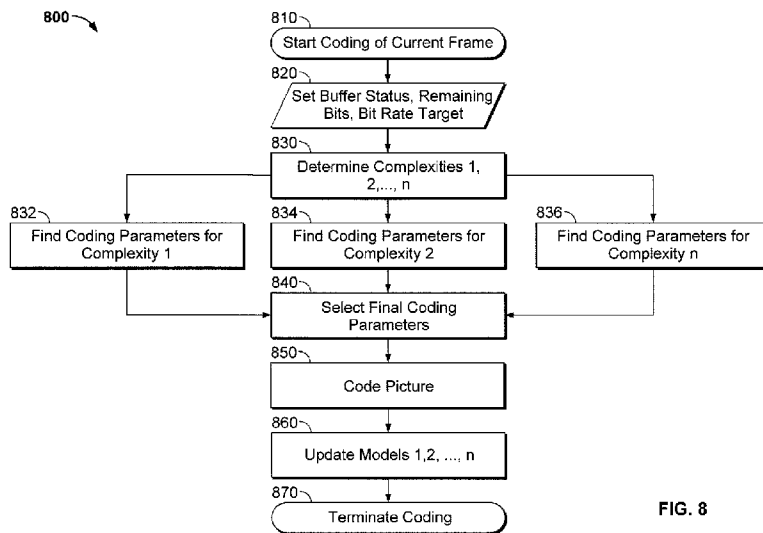 800
810
Start Coding of Current Frame
820
Set Buffer Status, Remaining
Bits, Bit Rate Target
830
Determine Complexities 1,
2,..., n
832
Find Coding Parameters for
Complexity 1
834
Find Coding Parameters for
Complexity 2
836
Find Coding Parameters for
Complexity n
840
Select Final Coding
Parameters
850
Code Picture
860
Update Models 1,2, ..., n
870
Terminate Coding
FIG. 8